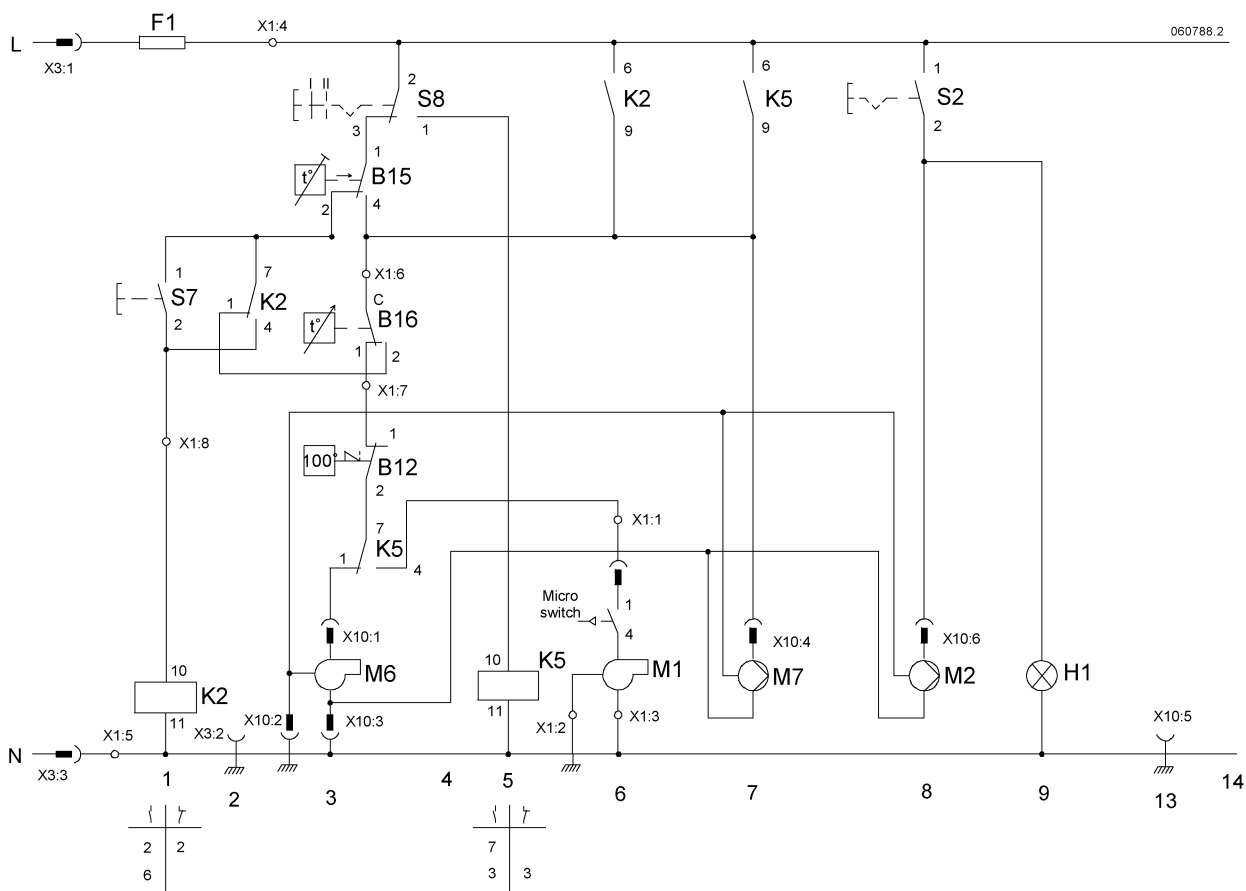 F1
X1:4
060788.2
L
X3:1
I II
2
S8
3
1
6
K2
9
6
K5
9
1
S2
2
1
t°
B15
2
4
X1:6
1
S7
2
7
1
K2
4
C
t°
B16
1
2
X1:7
X1:8
1
100°
B12
2
7
K5
1
4
X1:1
Micro
switch
1
4
X10:1
X10:4
X10:6
10
K2
11
M6
10
K5
11
M1
M7
M2
H1
X10:2
X10:3
X1:2
X1:3
X10:5
N
X3:3
X1:5
X3:2
1
2
3
4
5
6
7
8
9
13
14
2
2
6
7
3
3